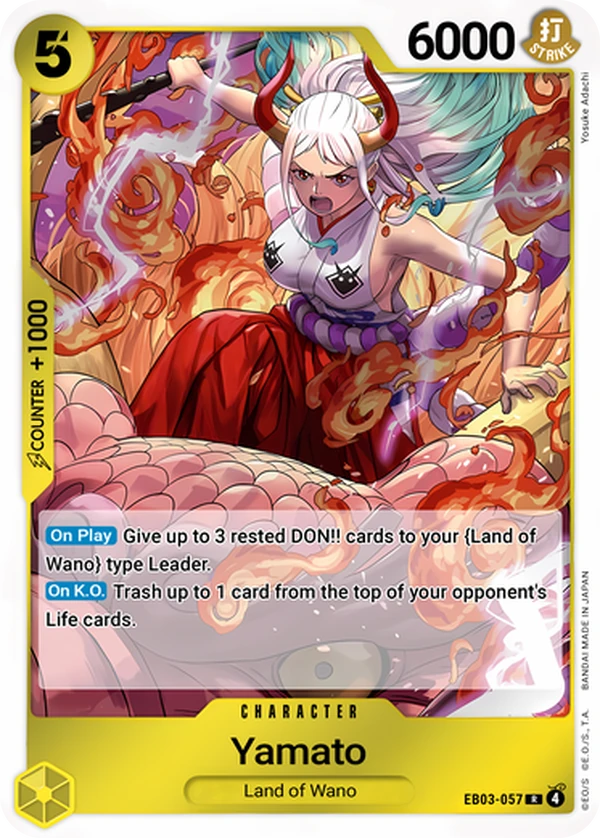 5
6000
打
STRIKE
Yosuke Adachi
COUNTER +1000
On Play Give up to 3 rested DON!! cards to your {Land of
Wano} type Leader.
On K.O. Trash up to 1 card from the top of your opponent's
Life cards.
CHARACTER
Yamato
Land of Wano
EB03-057 R 4
©EO/S ©E.O./S., T.A. BANDAI MADE IN JAPAN